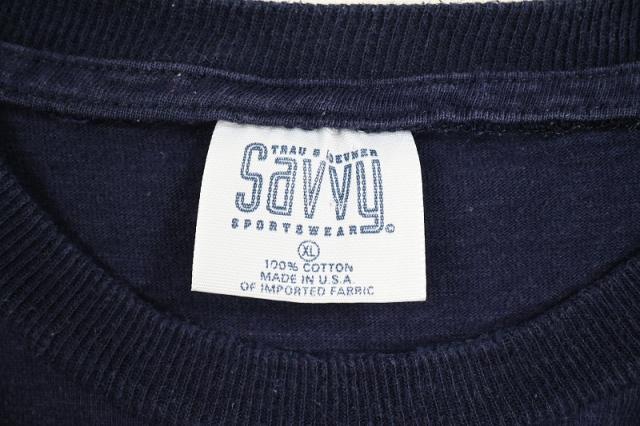 TRAU & LOEVNER
Savvy
SPORTSWEAR ©
XL
100% COTTON
MADE IN U.S.A.
OF IMPORTED FABRIC